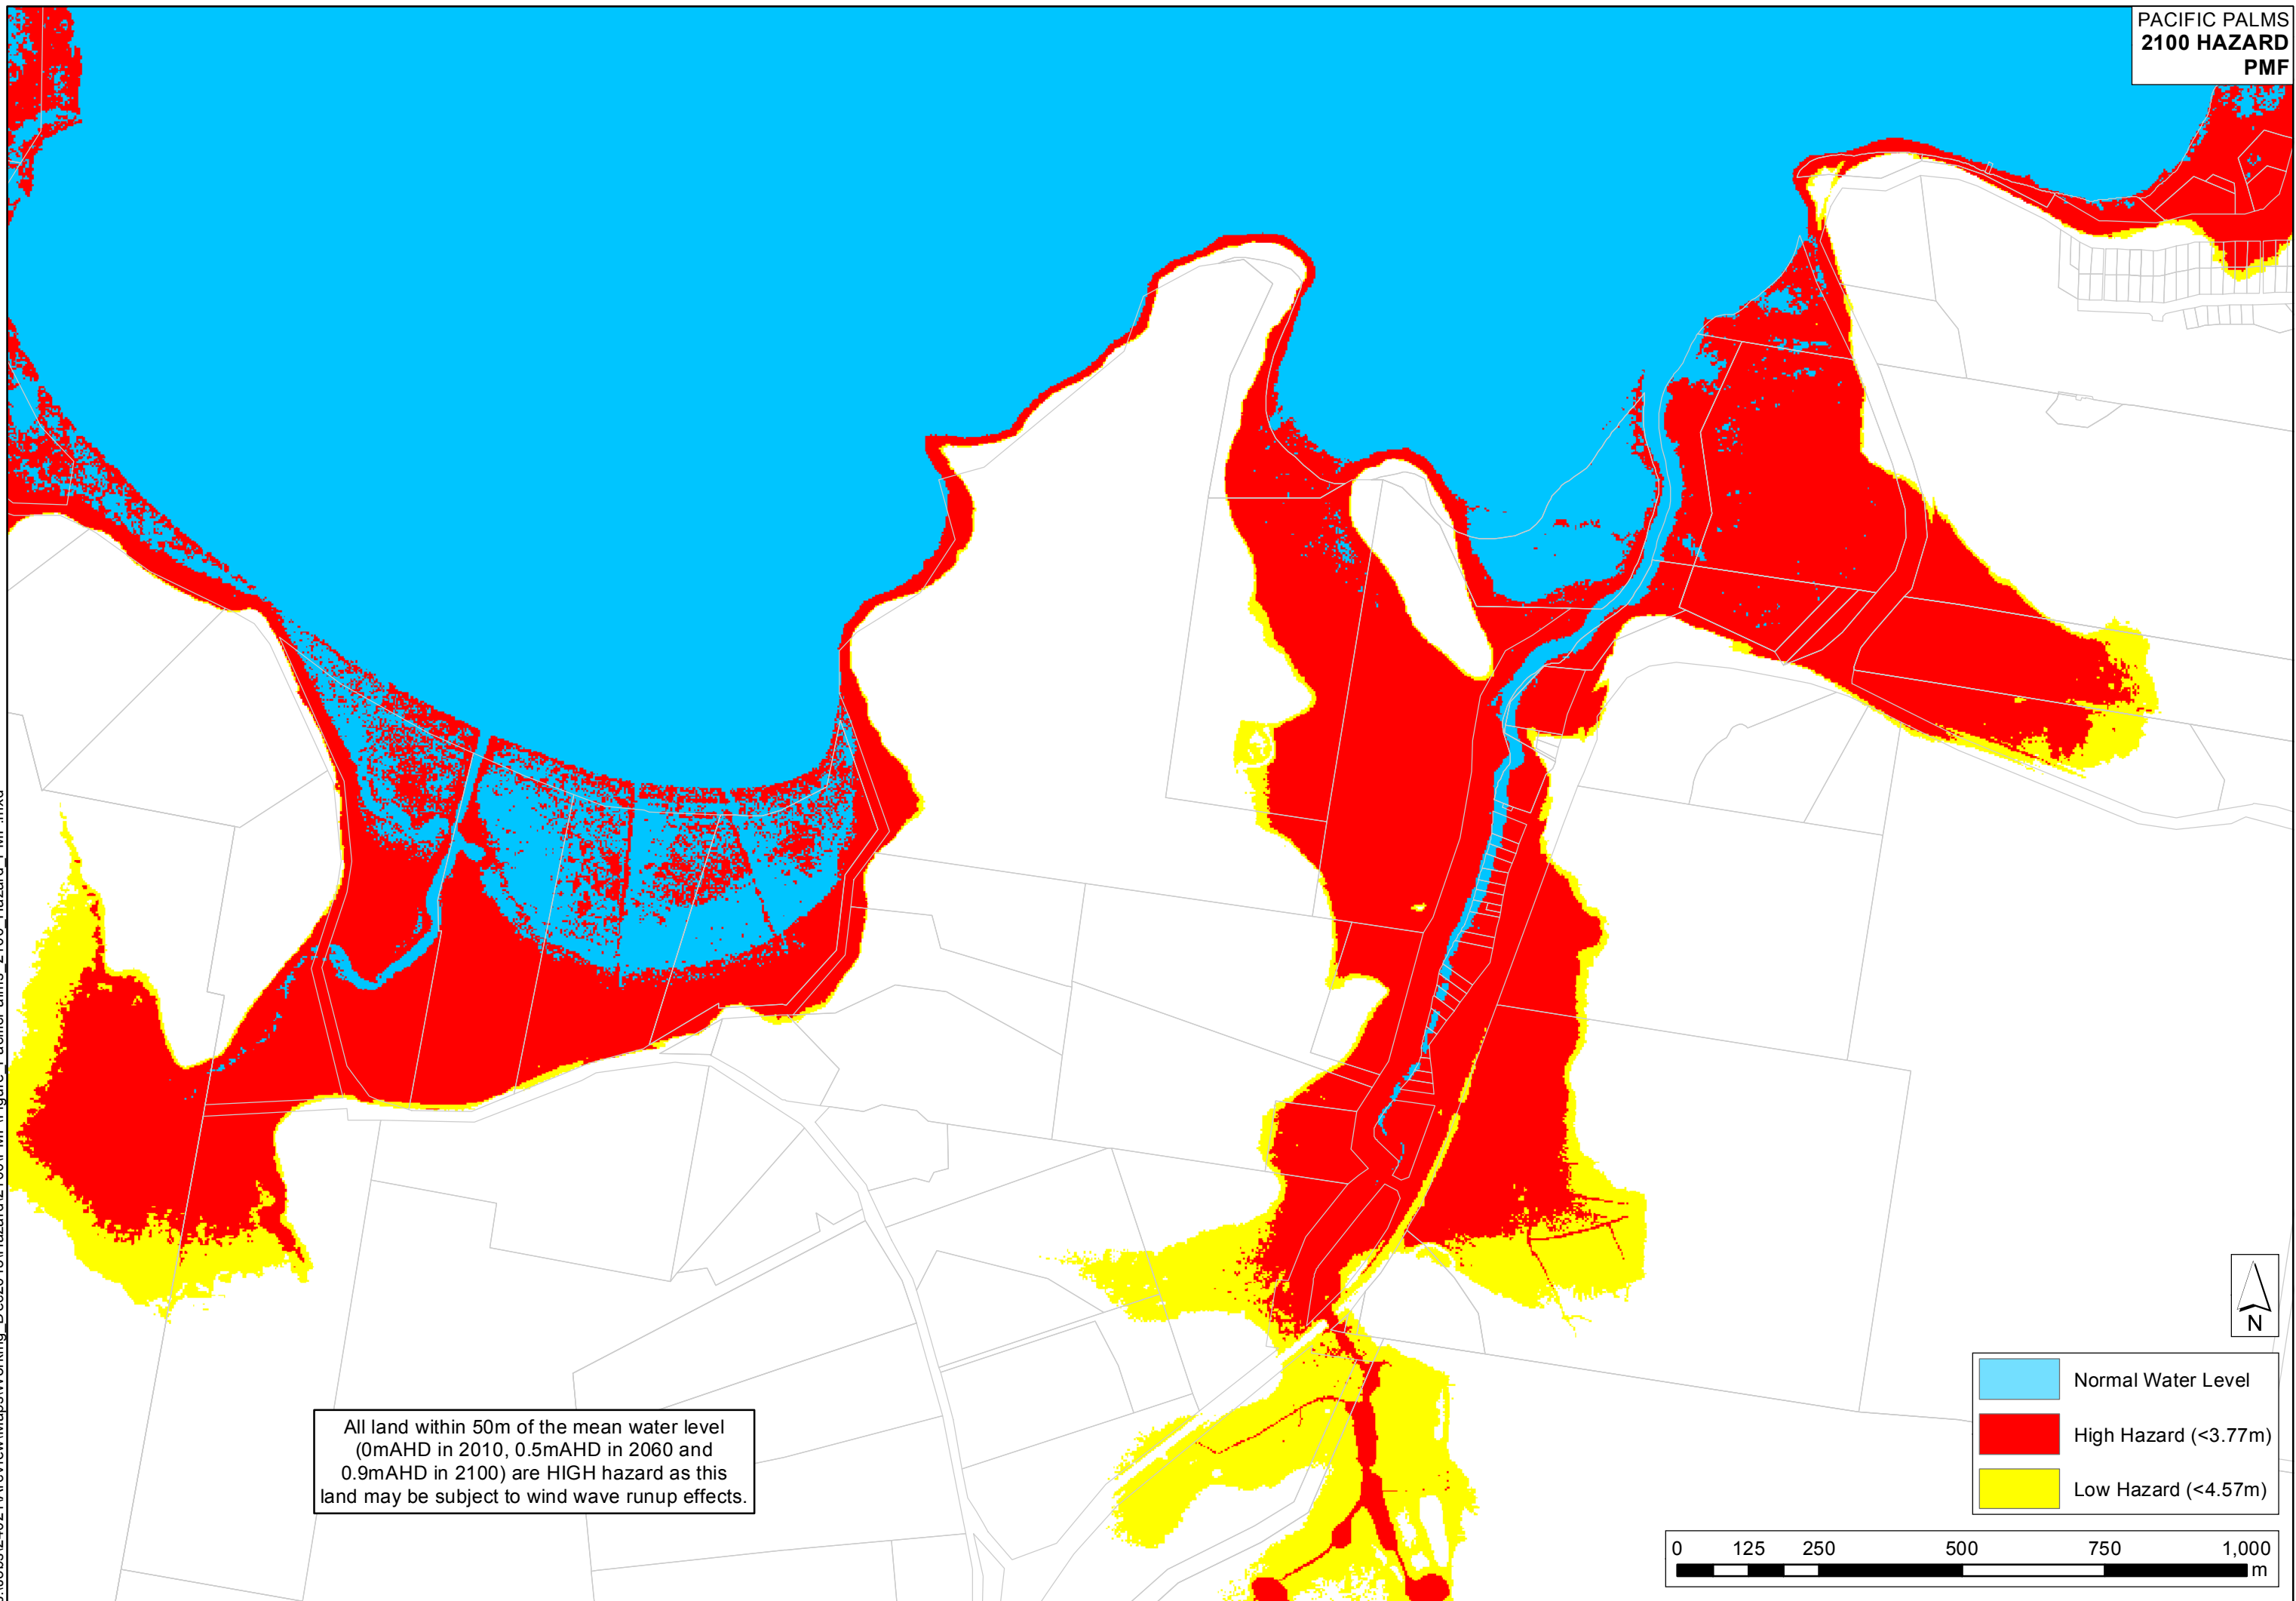 PACIFIC PALMS
2100 HAZARD
PMF
All land within 50m of the mean water level
(0mAHD in 2010, 0.5mAHD in 2060 and
0.9mAHD in 2100) are HIGH hazard as this
land may be subject to wind wave runup effects.
N
Normal Water Level
High Hazard (<3.77m)
Low Hazard (<4.57m)
0 125 250 500 750 1,000
m